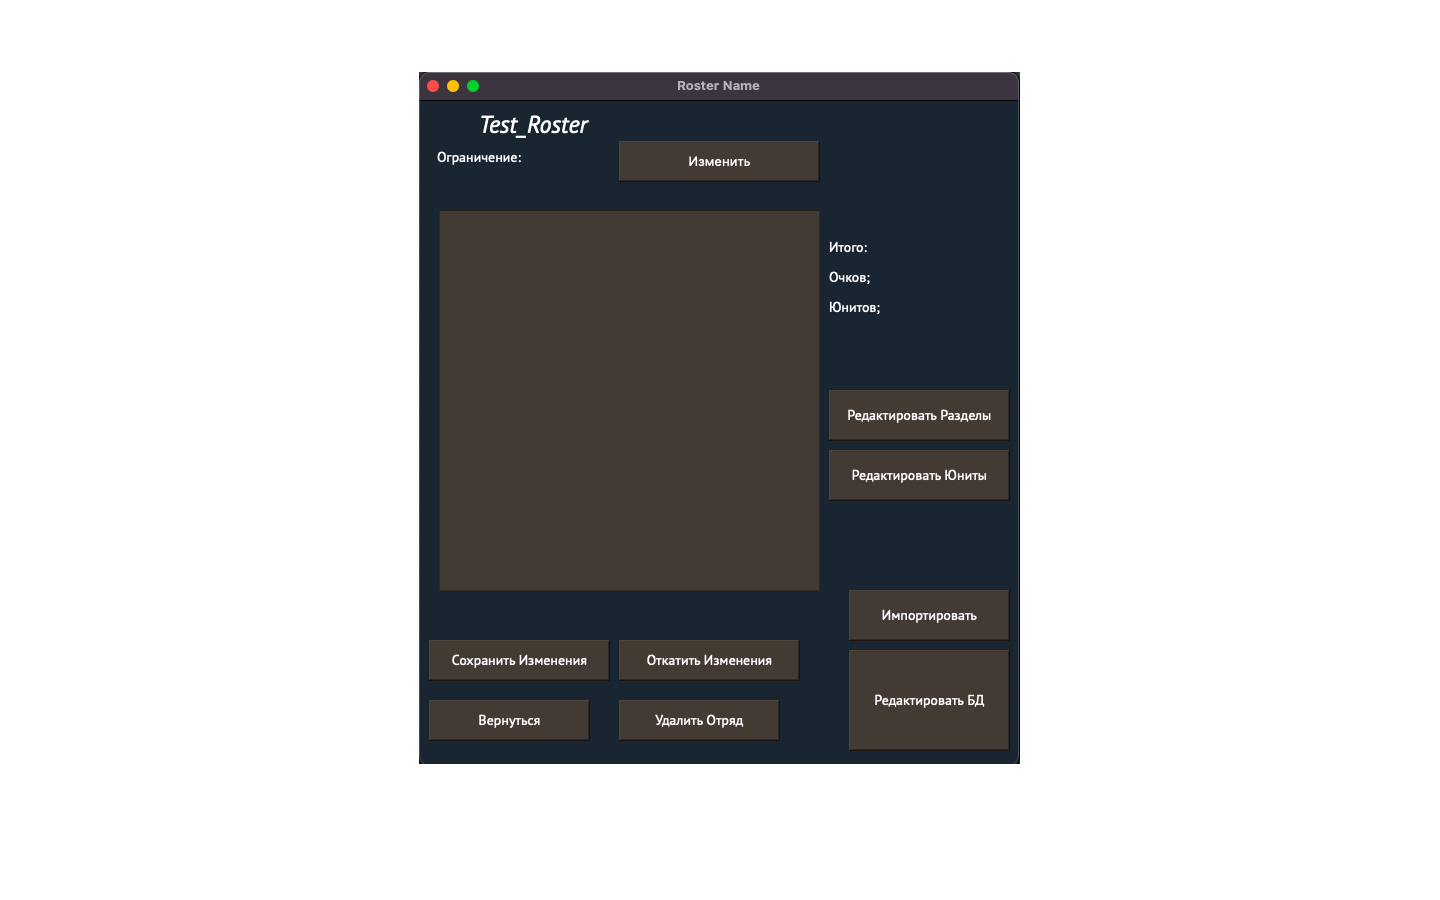 Roster Name
Test_Roster
Ограничение:
Изменить
Итого:
Очков;
Юнитов;
Редактировать Разделы
Редактировать Юниты
Импортировать
Сохранить Изменения
Откатить Изменения
Редактировать БД
Вернуться
Удалить Отряд